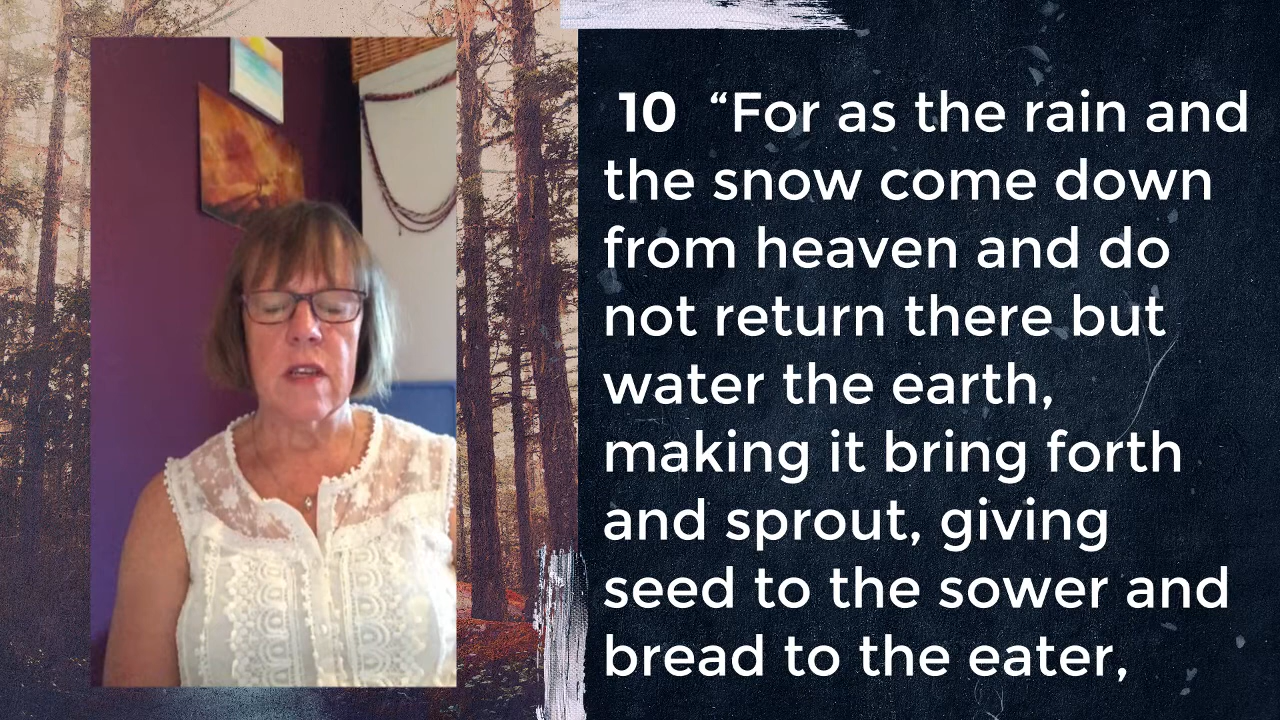 10 “For as the rain and
the snow come down
from heaven and do
not return there but
water the earth,
making it bring forth
and sprout, giving
seed to the sower and
bread to the eater,